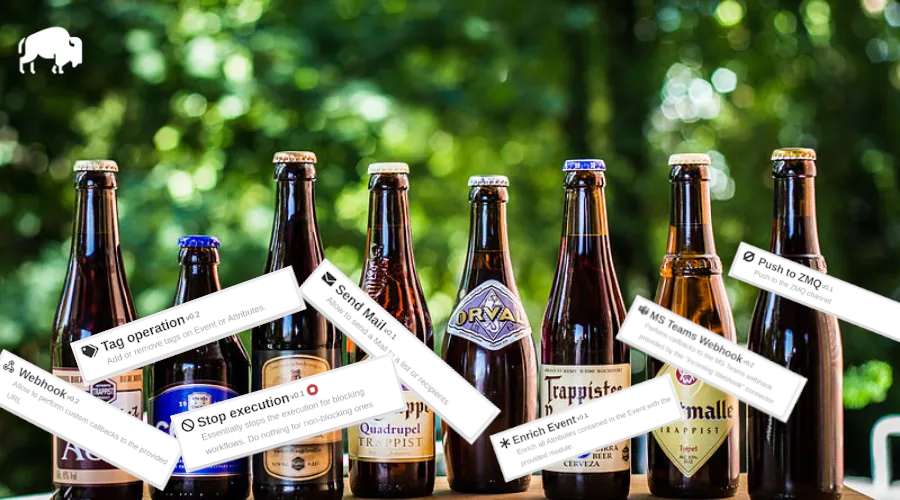 Push to ZMQ v0.1
Push to the ZMQ channel
Tag operation v0.2
Add or remove tags on Event or Attributes.
Send Mail v0.1
Allow to send a Mail to a list or recipients
MS Teams Webhook v0.2
Perform callbacks to the MS Teams webhook
provided by the "Incoming Webhook" connector
Webhook v0.2
Allow to perform custom callbacks to the provided
URL
Stop execution v0.1
Essentially stops the execution for blocking
workflows. Do nothing for non-blocking ones
Enrich Event v0.1
Enrich all Attributes contained in the Event with the
provided module.
ORVAL
Trappistes
BEER
CERVEZA
Quadrupel
TRAPPIST
TRAPPIST
Tripel
TRAPPIST
19